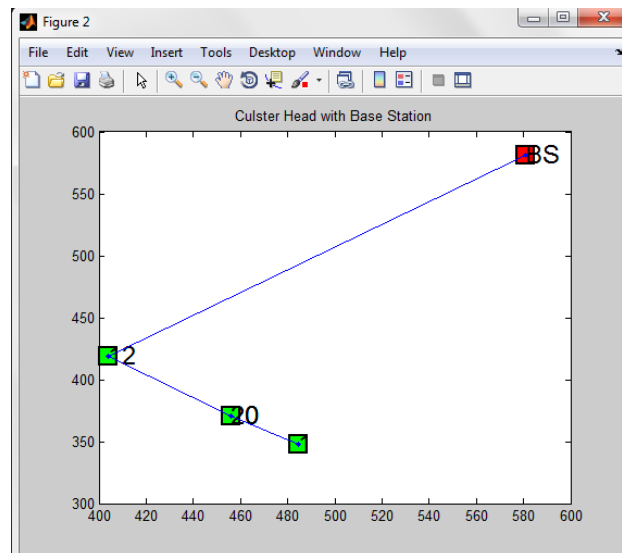 Figure 2
File Edit View Insert Tools Desktop Window Help
Culster Head with Base Station
600
BS
550
500
450
2
400
20
350
300
400 420 440 460 480 500 520 540 560 580 600